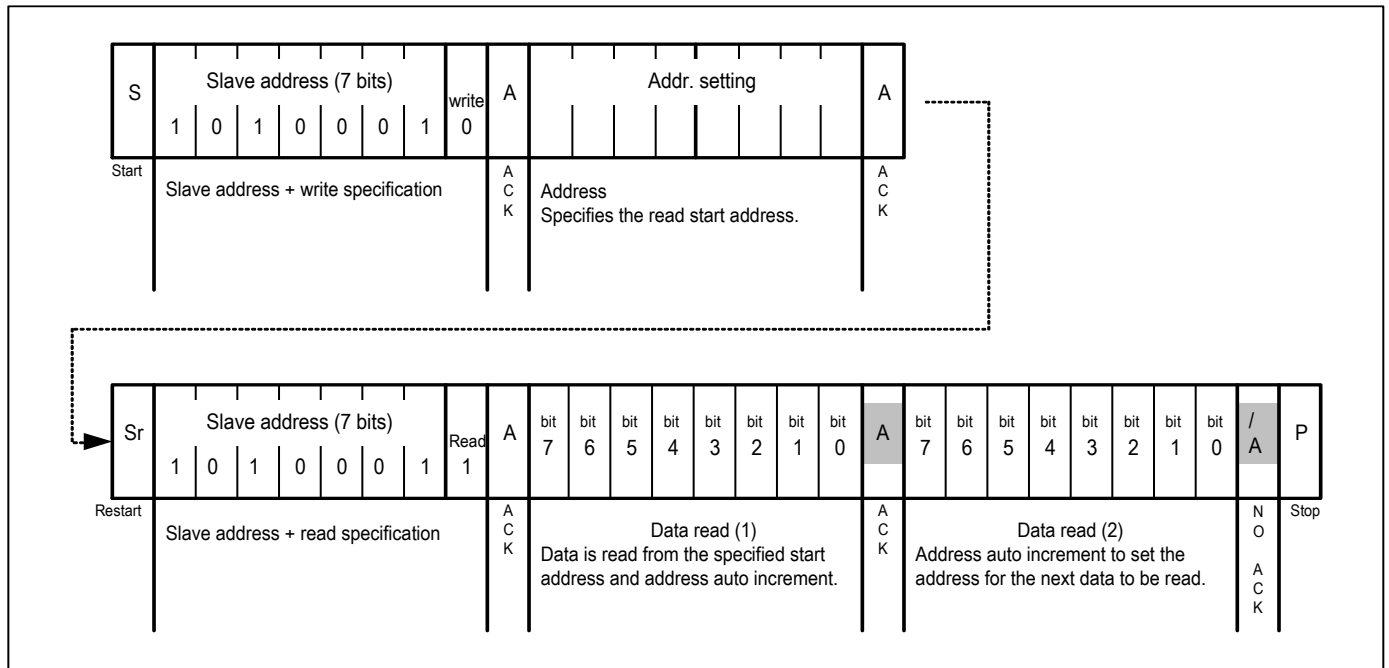 S Slave address (7 bits) write A Addr. setting A
1 0 1 0 0 0 1 0
Start
Slave address + write specification
A C K
Address
Specifies the read start address.
A C K
Sr Slave address (7 bits) Read A bit 7 bit 6 bit 5 bit 4 bit 3 bit 2 bit 1 bit 0 A bit 7 bit 6 bit 5 bit 4 bit 3 bit 2 bit 1 bit 0 / A P
1 0 1 0 0 0 1 1
Restart
Slave address + read specification
A C K
Data read (1)
Data is read from the specified start
address and address auto increment.
A C K
Data read (2)
Address auto increment to set the
address for the next data to be read.
N O A C K
Stop